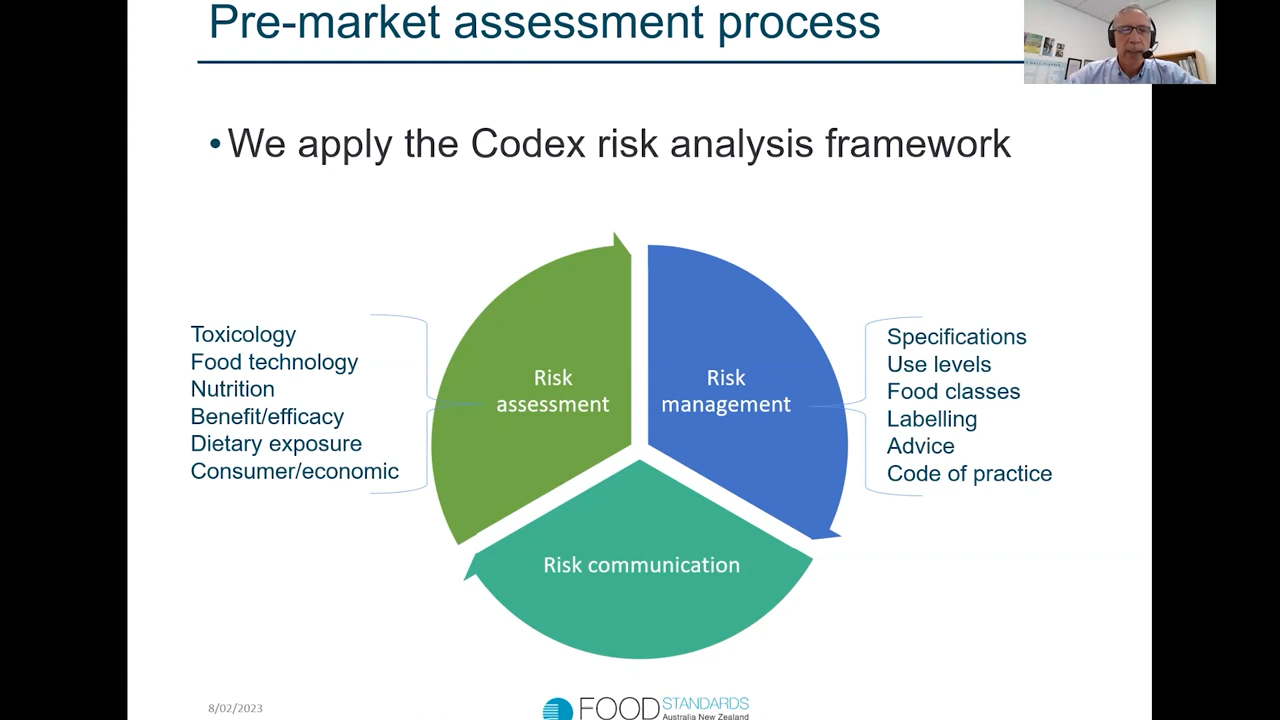 Pre-market assessment process
• We apply the Codex risk analysis framework
Toxicology
Food technology
Nutrition
Benefit/efficacy
Dietary exposure
Consumer/economic
Risk
assessment
Risk
management
Specifications
Use levels
Food classes
Labelling
Advice
Code of practice
Risk communication
8/02/2023
FOOD STANDARDS
Australia New Zealand